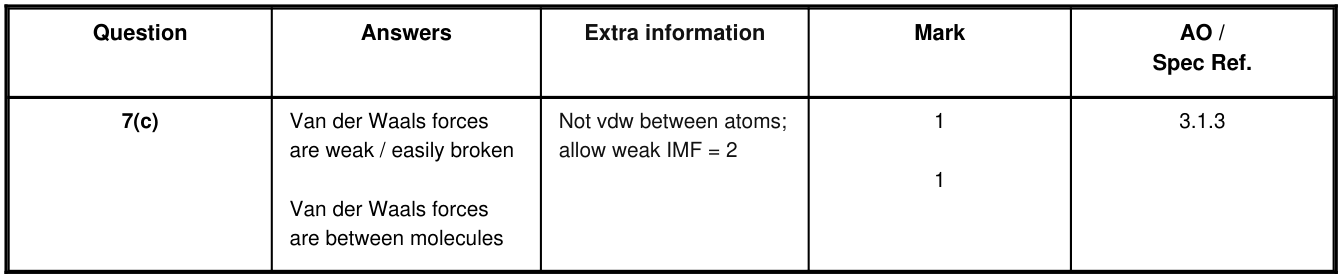 Question Answers Extra information Mark AO /
Spec Ref.
7(c) Van der Waals forces Not vdw between atoms; 1 3.1.3
are weak / easily broken allow weak IMF = 2
1
Van der Waals forces
are between molecules